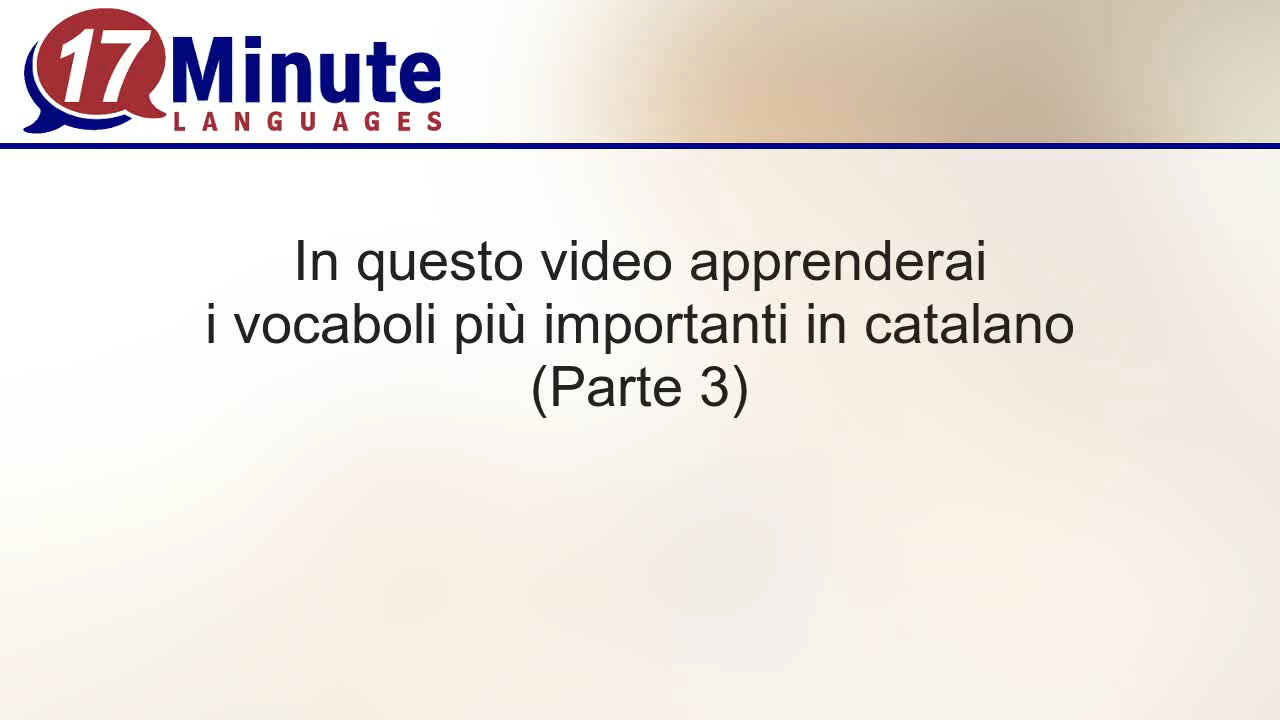 17 Minute
LANGUAGES
In questo video apprenderai
i vocaboli più importanti in catalano
(Parte 3)